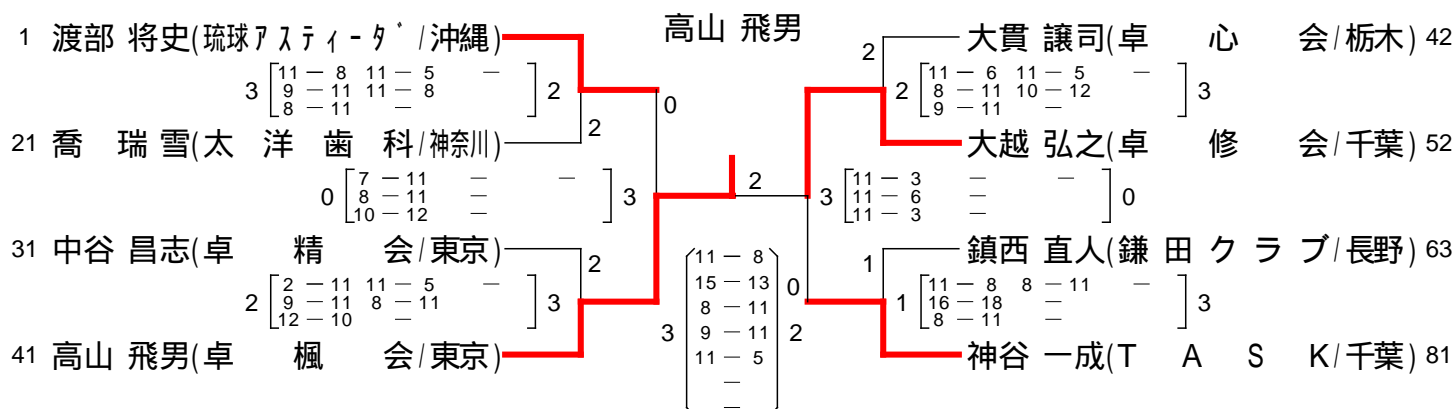 高山 飛男
1 渡部 将史(琉球アスティーダ/沖縄)
3 [11 — 8 11 — 5 — ] 2
9 — 11 11 — 8
8 — 11 —
2
0
21 喬 瑞雪(太洋歯科/神奈川)
0 [7 — 11 — — ] 3
8 — 11 —
10 — 12 —
31 中谷 昌志(卓精会/東京)
2
2 [2 — 11 11 — 5 — ] 3
9 — 11 8 — 11
12 — 10 —
41 高山 飛男(卓楓会/東京)
2
3 (11 — 8) 2
15 — 13
8 — 11
9 — 11
11 — 5
—
—
2 大貫 譲司(卓心会/栃木) 42
2 [11 — 6 11 — 5 — ] 3
8 — 11 10 — 12
9 — 11 —
大越 弘之(卓修会/千葉) 52
3 [11 — 3 — — ] 0
11 — 6 —
11 — 3 —
0
1 鎮西 直人(鎌田クラブ/長野) 63
1 [11 — 8 8 — 11 — ] 3
16 — 18 —
8 — 11 —
神谷 一成(TASK/千葉) 81